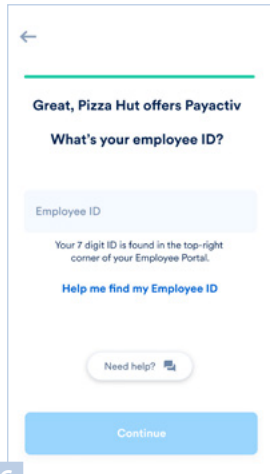 Great, Pizza Hut offers Payactiv
What's your employee ID?
Employee ID
Your 7 digit ID is found in the top-right
corner of your Employee Portal.
Help me find my Employee ID
Need help?
Continue